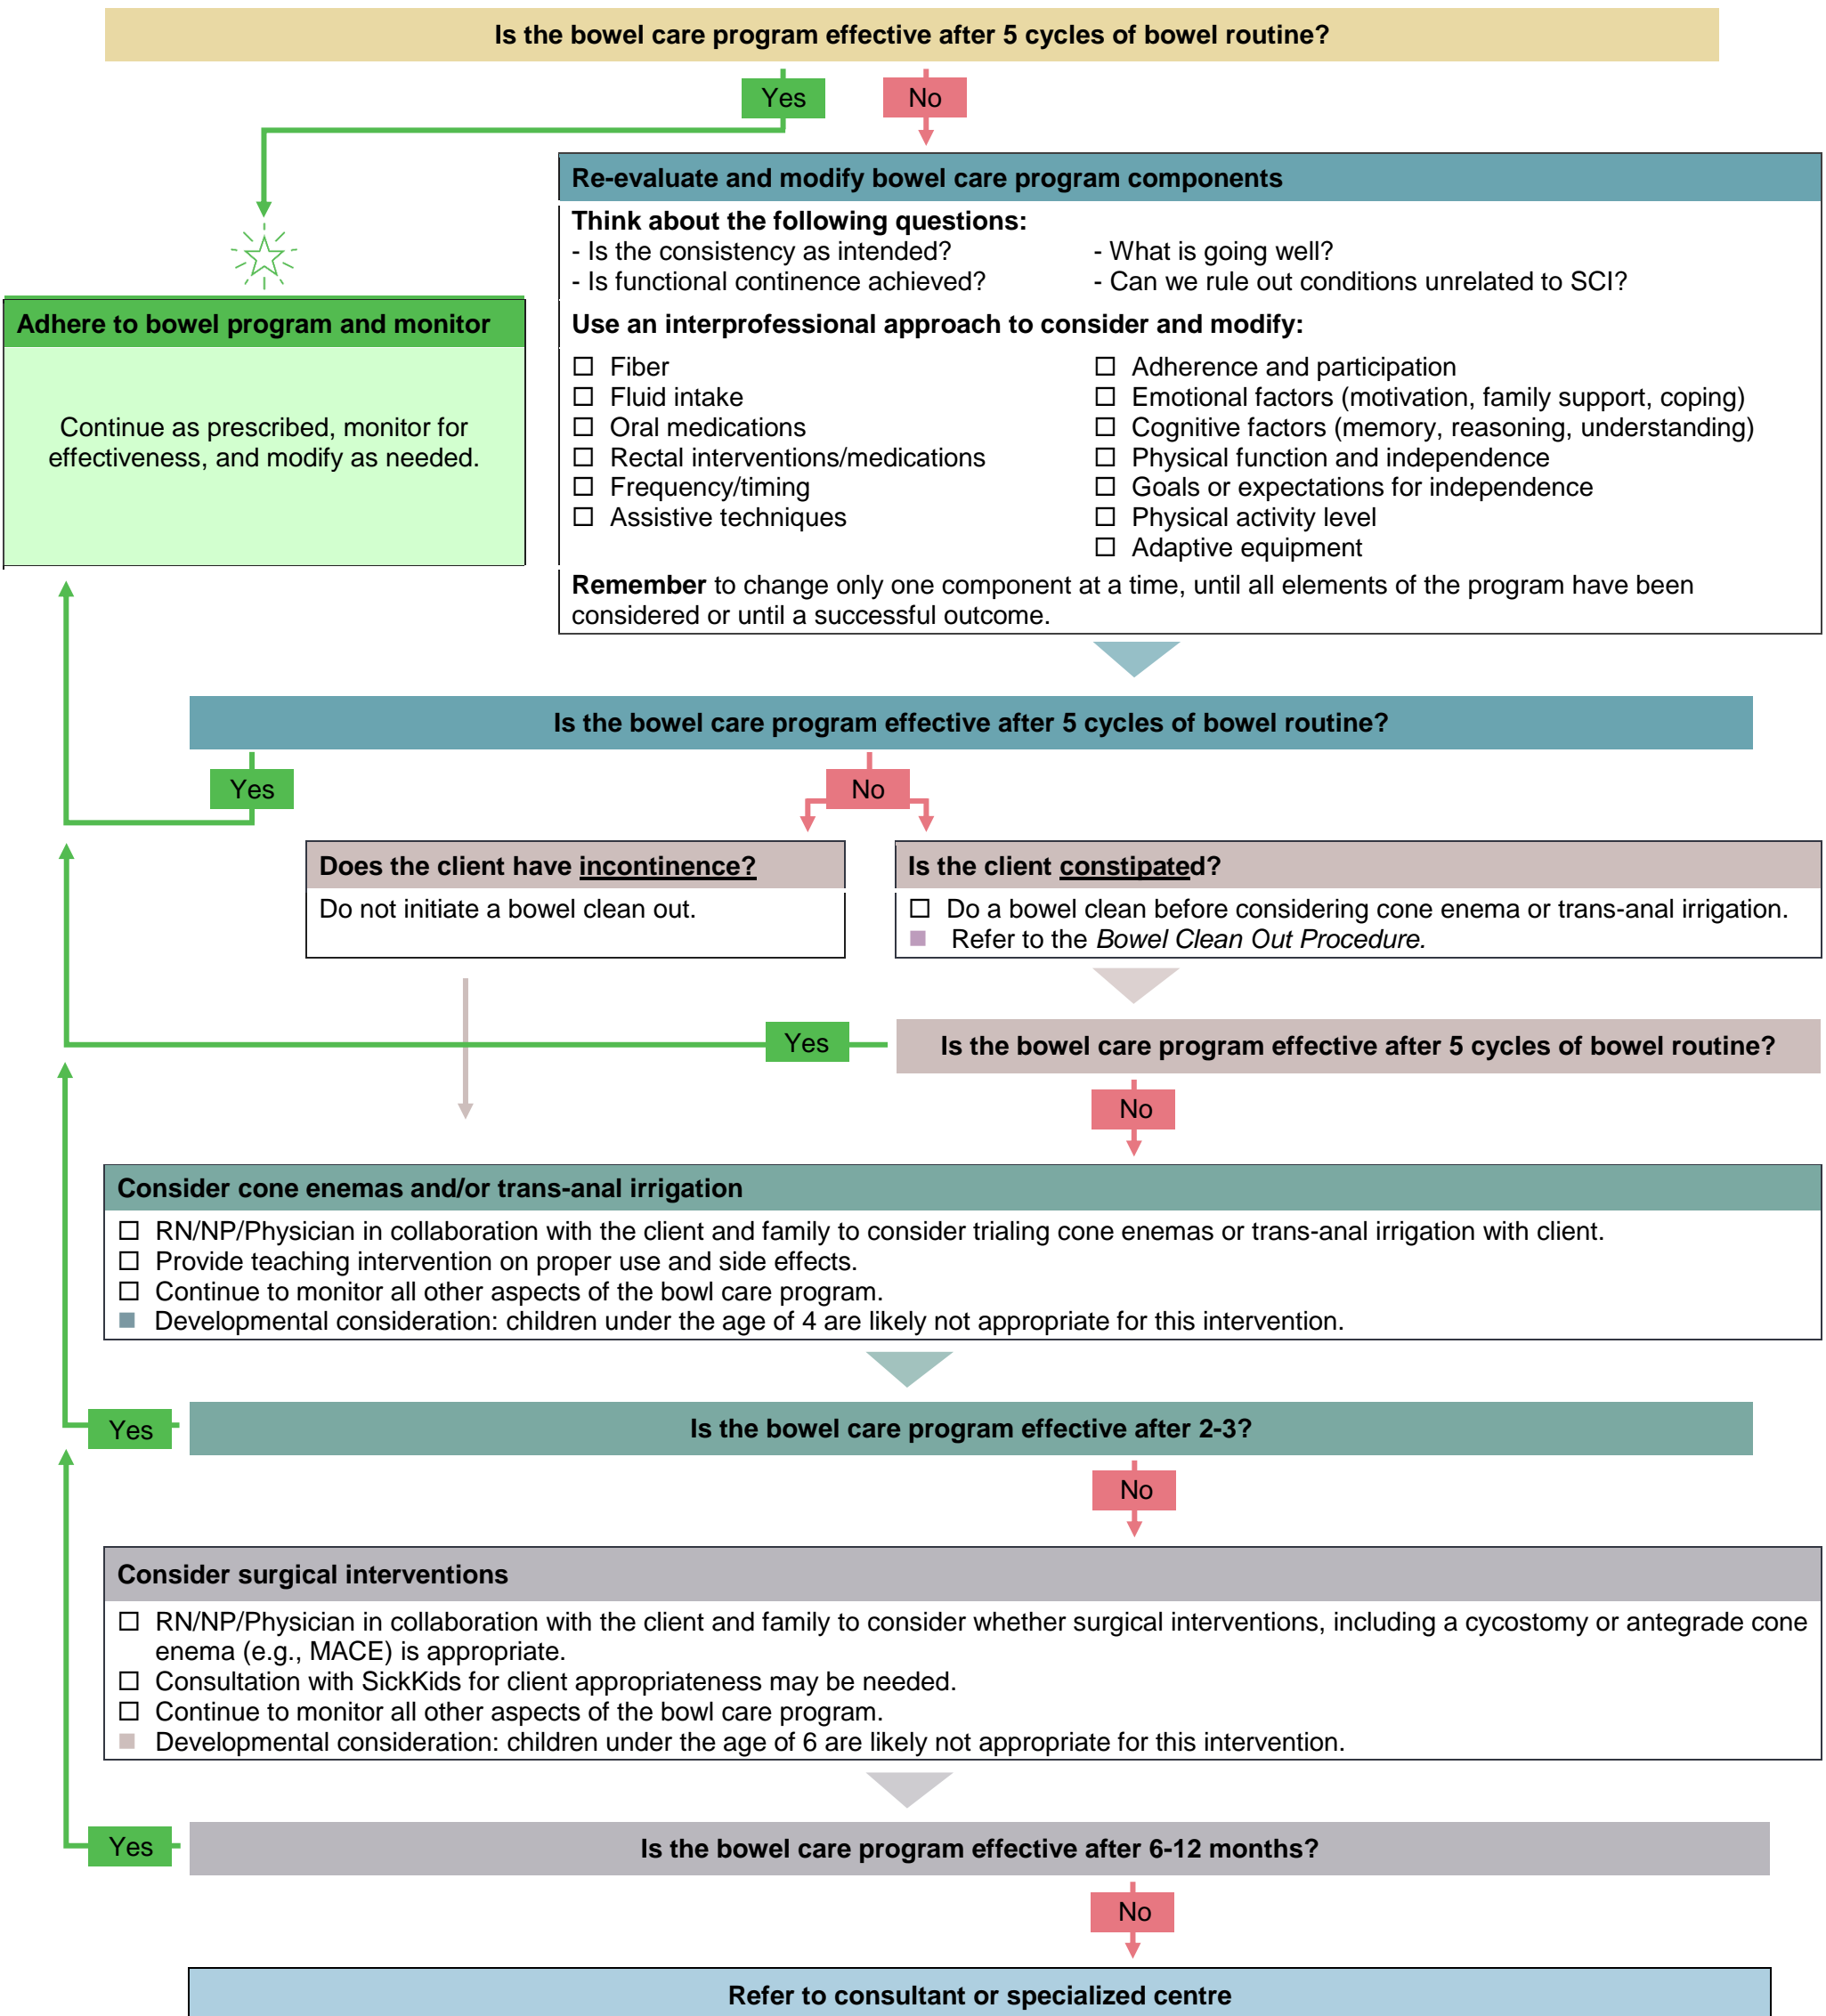 Is the bowel care program effective after 5 cycles of bowel routine?
Yes
No
Re-evaluate and modify bowel care program components
Think about the following questions:
- Is the consistency as intended?
- What is going well?
- Is functional continence achieved?
- Can we rule out conditions unrelated to SCI?
Adhere to bowel program and monitor
Continue as prescribed, monitor for
effectiveness, and modify as needed.
Use an interprofessional approach to consider and modify:
☐ Fiber
☐ Fluid intake
☐ Oral medications
☐ Rectal interventions/medications
☐ Frequency/timing
☐ Assistive techniques
☐ Adherence and participation
☐ Emotional factors (motivation, family support, coping)
☐ Cognitive factors (memory, reasoning, understanding)
☐ Physical function and independence
☐ Goals or expectations for independence
☐ Physical activity level
☐ Adaptive equipment
Remember to change only one component at a time, until all elements of the program have been
considered or until a successful outcome.
Is the bowel care program effective after 5 cycles of bowel routine?
Yes
No
Does the client have incontinence?
Do not initiate a bowel clean out.
Is the client constipated?
☐ Do a bowel clean before considering cone enema or trans-anal irrigation.
■ Refer to the Bowel Clean Out Procedure.
Yes
Is the bowel care program effective after 5 cycles of bowel routine?
No
Consider cone enemas and/or trans-anal irrigation
☐ RN/NP/Physician in collaboration with the client and family to consider trialing cone enemas or trans-anal irrigation with client.
☐ Provide teaching intervention on proper use and side effects.
☐ Continue to monitor all other aspects of the bowl care program.
■ Developmental consideration: children under the age of 4 are likely not appropriate for this intervention.
Yes
Is the bowel care program effective after 2-3?
No
Consider surgical interventions
☐ RN/NP/Physician in collaboration with the client and family to consider whether surgical interventions, including a cycostomy or antegrade cone
enema (e.g., MACE) is appropriate.
☐ Consultation with SickKids for client appropriateness may be needed.
☐ Continue to monitor all other aspects of the bowl care program.
■ Developmental consideration: children under the age of 6 are likely not appropriate for this intervention.
Yes
Is the bowel care program effective after 6-12 months?
No
Refer to consultant or specialized centre